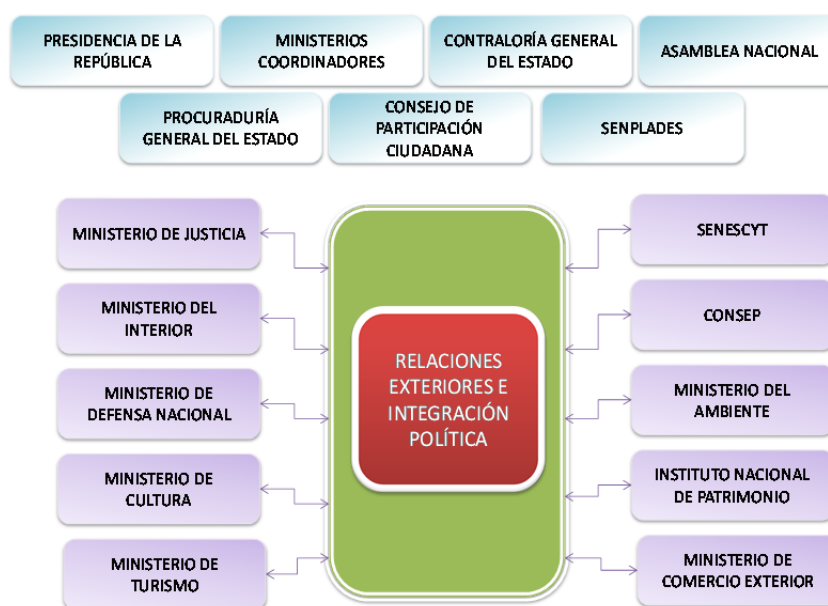 PRESIDENCIA DE LA
REPÚBLICA
MINISTERIOS
COORDINADORES
CONTRALORÍA GENERAL
DEL ESTADO
ASAMBLEA NACIONAL
PROCURADURÍA
GENERAL DEL ESTADO
CONSEJO DE
PARTICIPACIÓN
CIUDADANA
SENPLADES
MINISTERIO DE JUSTICIA
MINISTERIO DEL
INTERIOR
MINISTERIO DE
DEFENSA NACIONAL
MINISTERIO DE
CULTURA
MINISTERIO DE
TURISMO
RELACIONES
EXTERIORES E
INTEGRACIÓN
POLÍTICA
SENESCYT
CONSEP
MINISTERIO DEL
AMBIENTE
INSTITUTO NACIONAL
DE PATRIMONIO
MINISTERIO DE
COMERCIO EXTERIOR